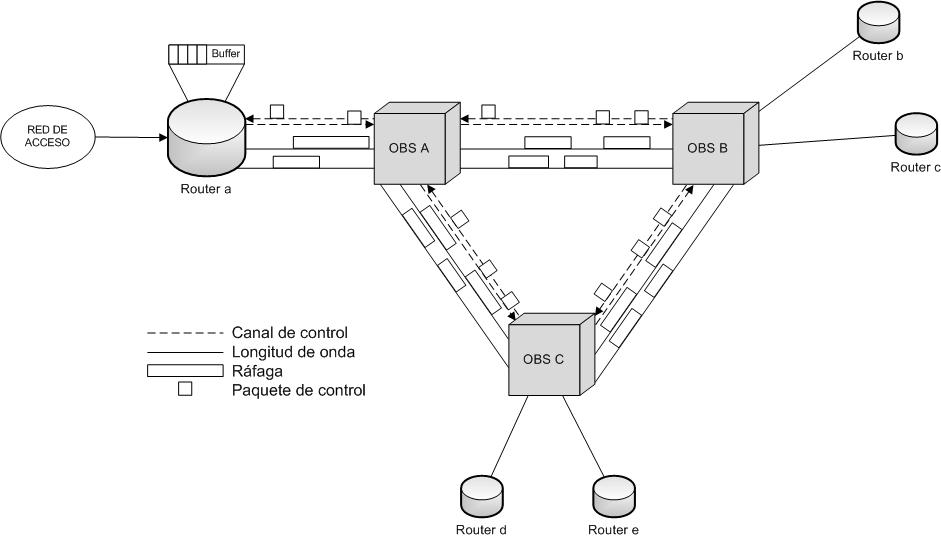 Buffer
Router b
RED DE
ACCESO
OBS A
OBS B
Router c
Router a
Canal de control
Longitud de onda
Ráfaga
Paquete de control
OBS C
Router d
Router e